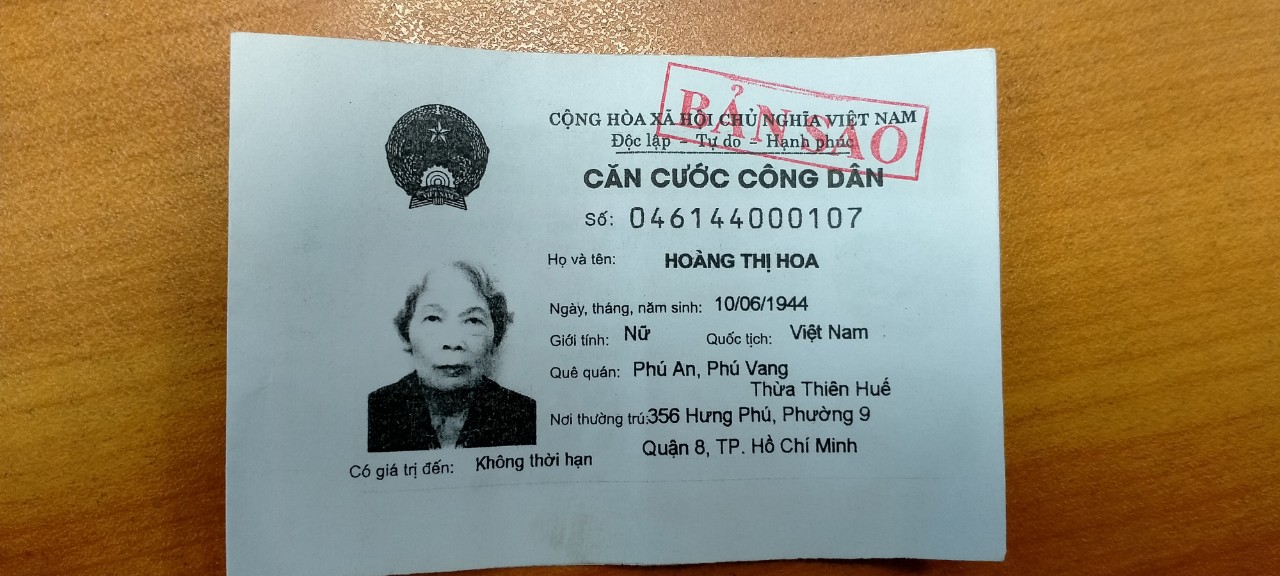 BẢN SAO
CỘNG HÒA XÃ HỘI CHỦ NGHĨA VIỆT NAM
Độc lập - Tự do - Hạnh phúc
CĂN CƯỚC CÔNG DÂN
Số: 046144000107
Họ và tên: HOÀNG THỊ HOA
Ngày, tháng, năm sinh: 10/06/1944
Giới tính: Nữ Quốc tịch: Việt Nam
Quê quán: Phú An, Phú Vang
Thừa Thiên Huế
Nơi thường trú: 356 Hưng Phú, Phường 9
Quận 8, TP. Hồ Chí Minh
Có giá trị đến: Không thời hạn